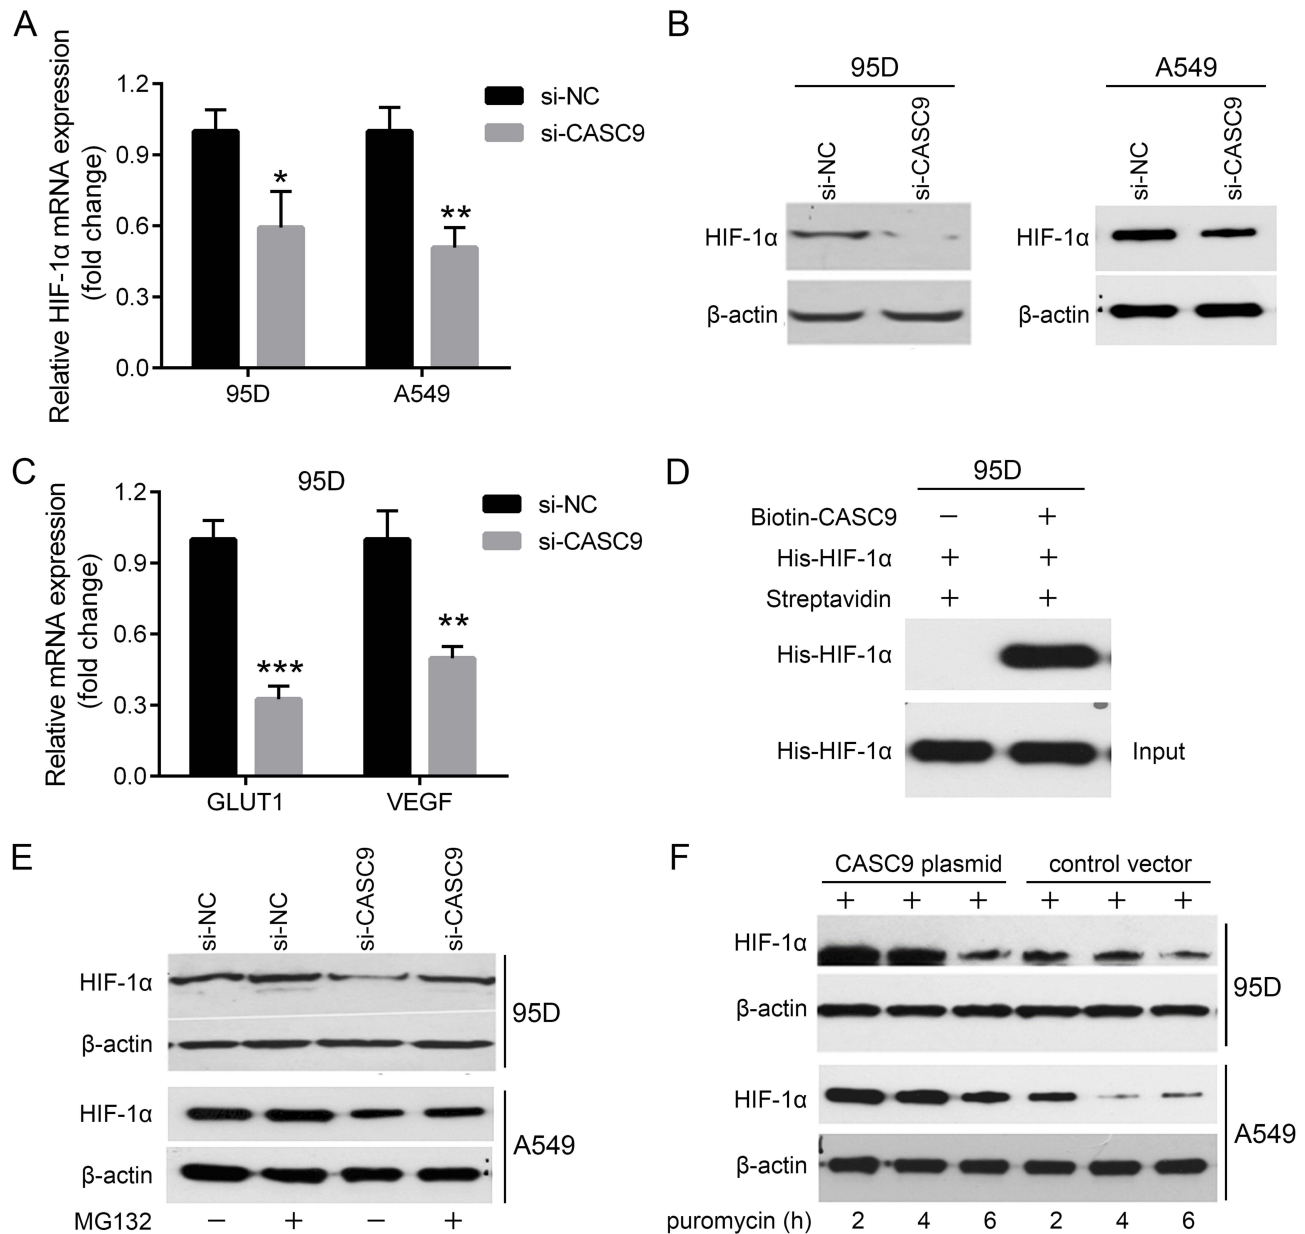 A
Relative HIF-1α mRNA expression
(fold change)
1.2
0.9
0.6
0.3
0.0
*
**
si-NC
si-CASC9
95D
A549
B
95D
A549
si-NC
si-CASC9
si-NC
si-CASC9
HIF-1α
HIF-1α
β-actin
β-actin
C
95D
Relative mRNA expression
(fold change)
1.2
0.9
0.6
0.3
0.0
***
**
si-NC
si-CASC9
GLUT1
VEGF
D
95D
Biotin-CASC9 − +
His-HIF-1α + +
Streptavidin + +
His-HIF-1α
His-HIF-1α
Input
E
si-NC
si-NC
si-CASC9
si-CASC9
HIF-1α
β-actin
95D
HIF-1α
β-actin
A549
MG132 − + − +
F
CASC9 plasmid
control vector
+ + + + + +
HIF-1α
β-actin
95D
HIF-1α
β-actin
A549
puromycin (h) 2 4 6 2 4 6